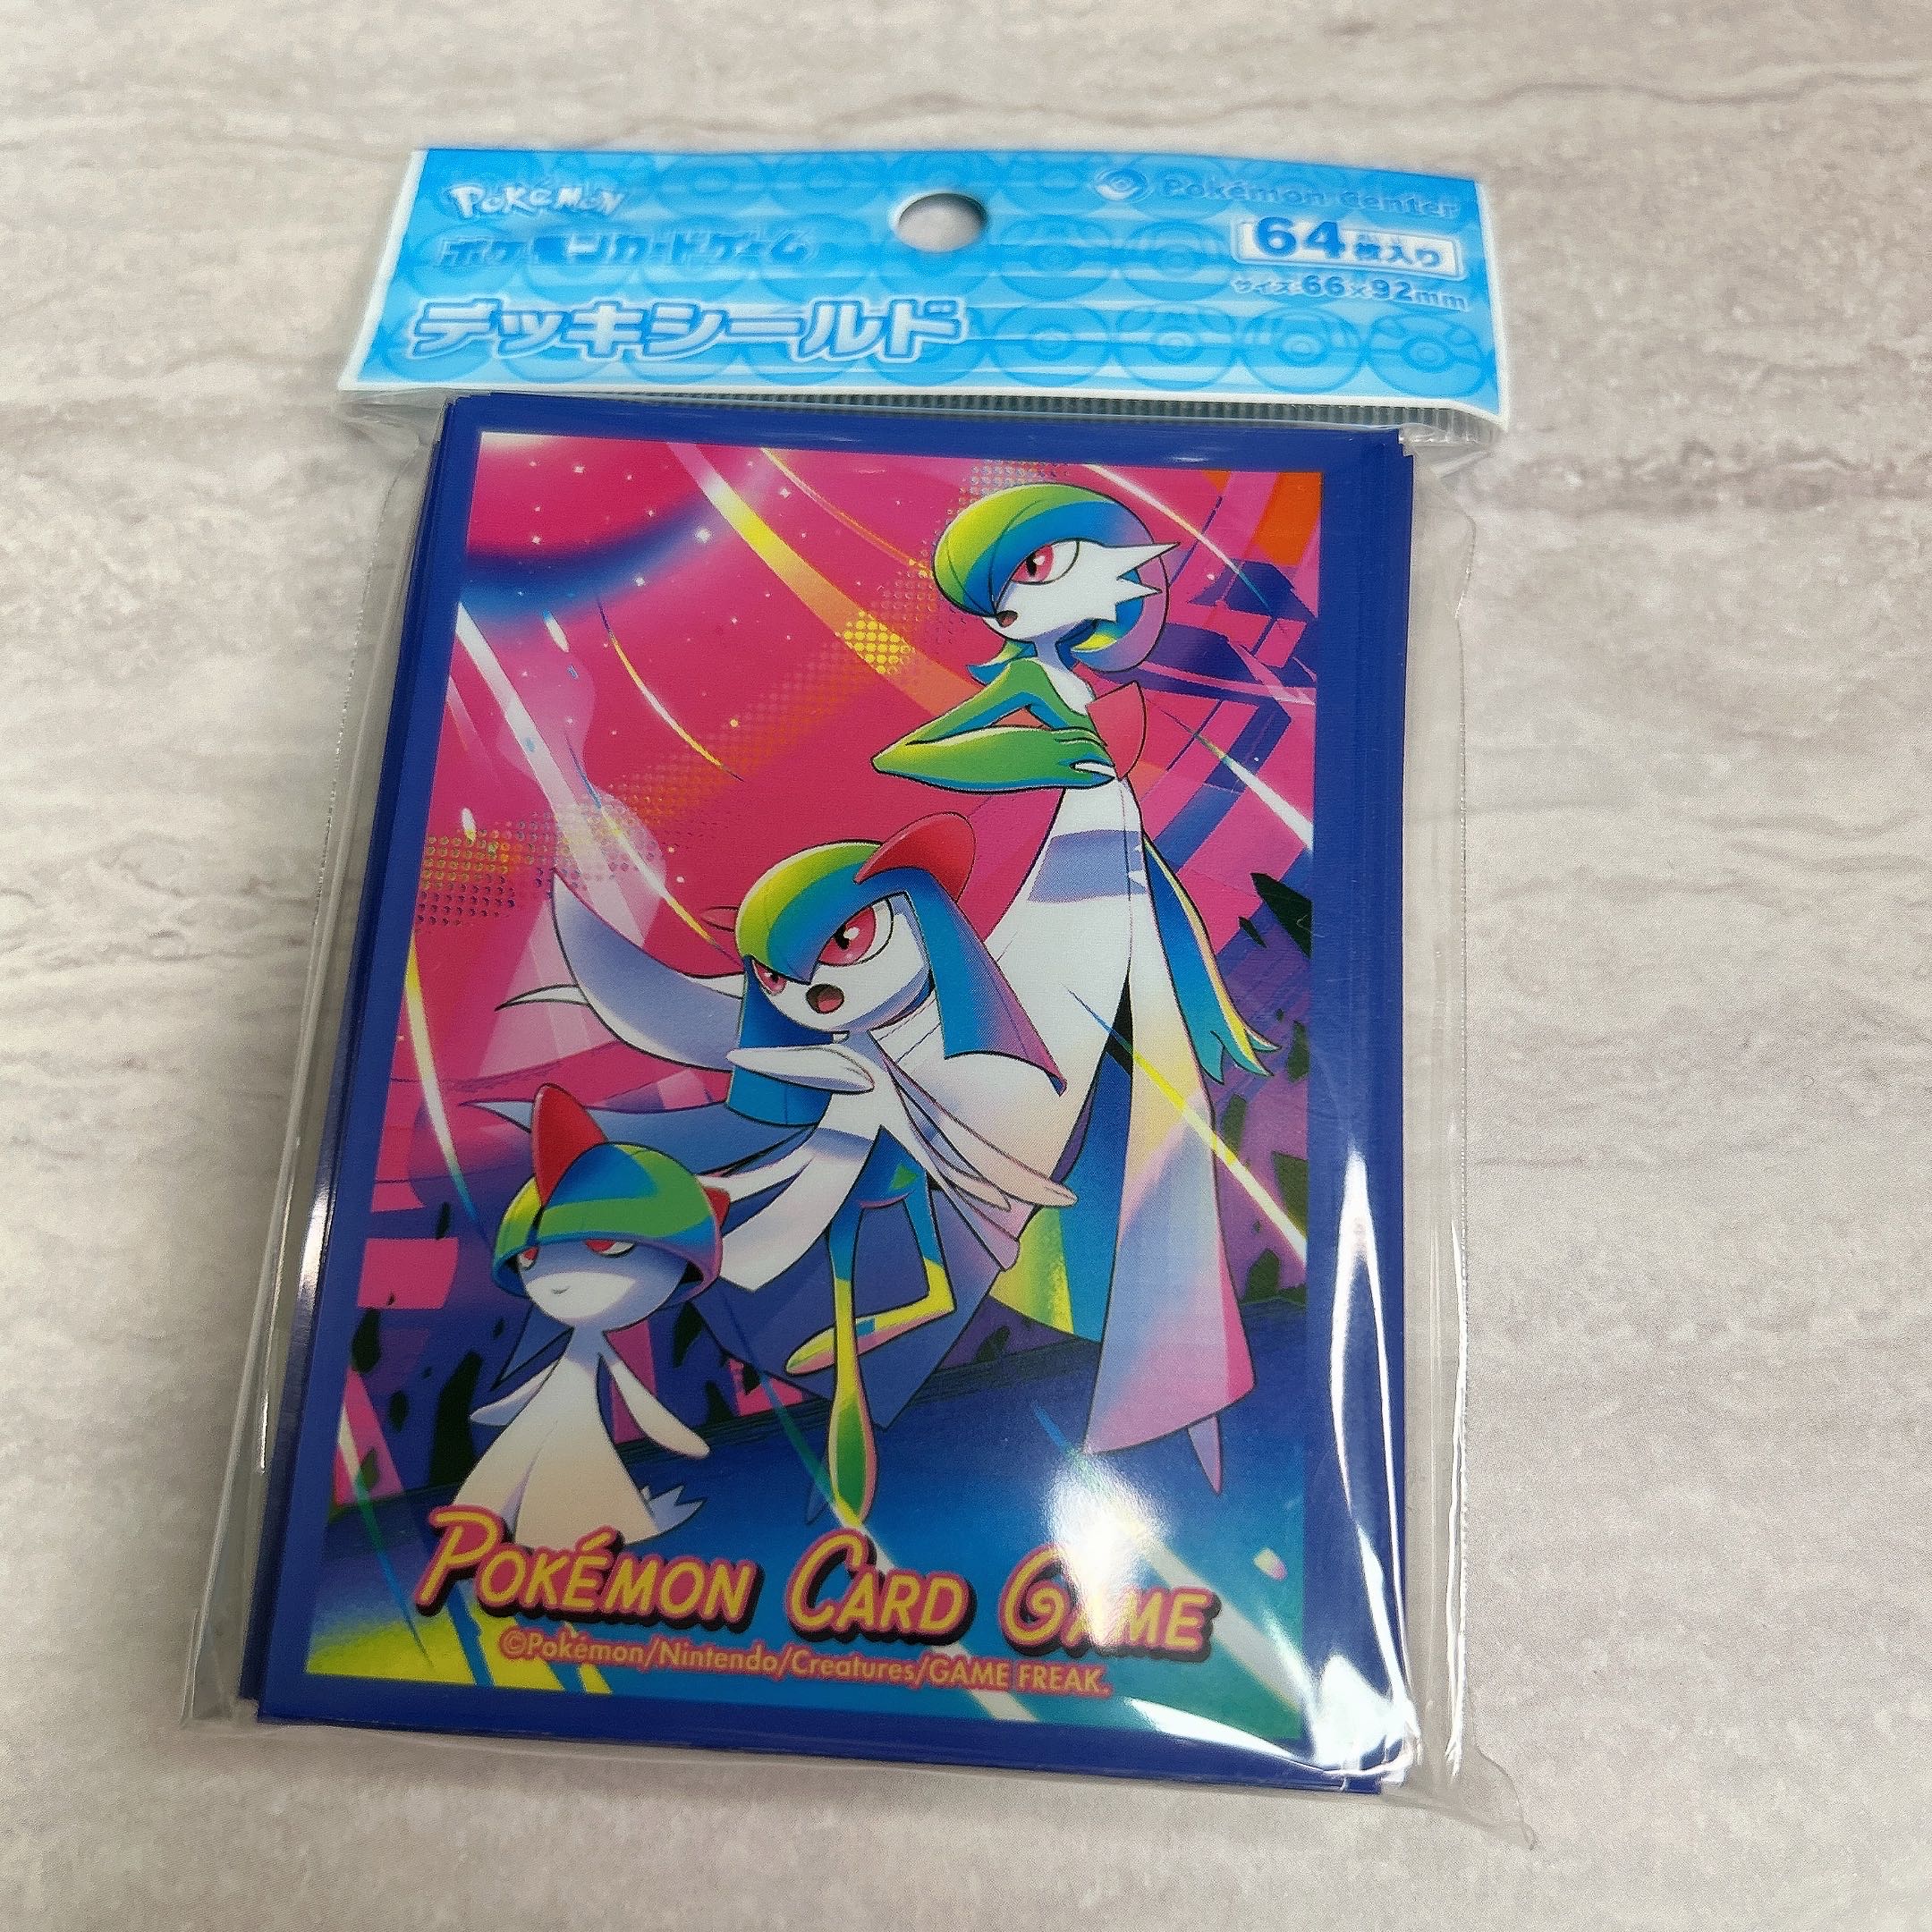 Pokémon
Pokémon Center
ポケモンカードゲーム
64枚入り
サイズ:66×92mm
デッキシールド
POKÉMON CARD GAME
©Pokémon/Nintendo/Creatures/GAME FREAK.